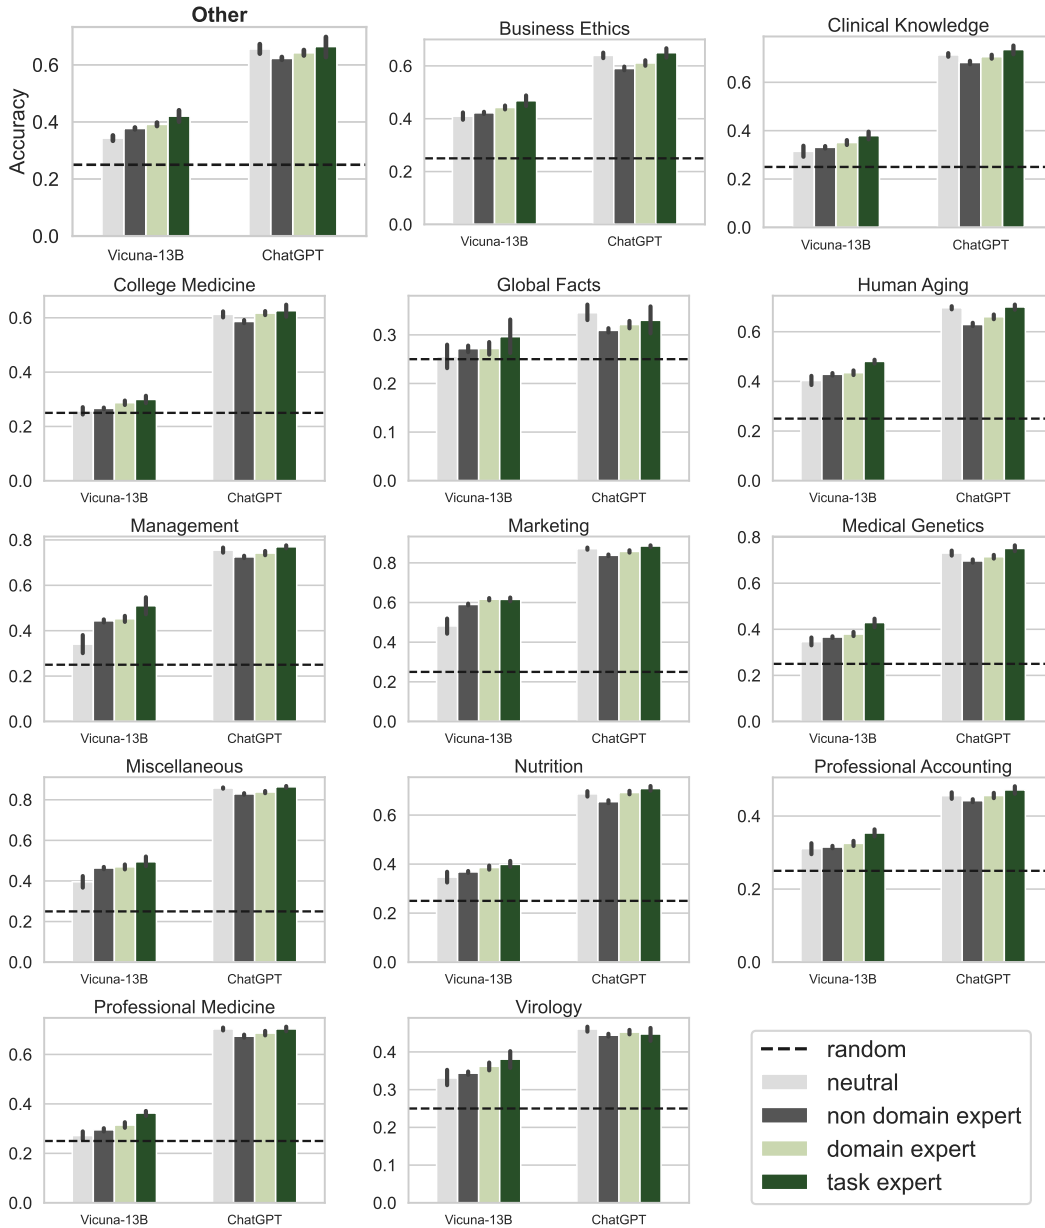 Other
Accuracy
0.6
0.4
0.2
0.0
Vicuna-13B
ChatGPT
Business Ethics
0.6
0.4
0.2
0.0
Vicuna-13B
ChatGPT
Clinical Knowledge
0.6
0.4
0.2
0.0
Vicuna-13B
ChatGPT
College Medicine
0.6
0.4
0.2
0.0
Vicuna-13B
ChatGPT
Global Facts
0.3
0.2
0.1
0.0
Vicuna-13B
ChatGPT
Human Aging
0.6
0.4
0.2
0.0
Vicuna-13B
ChatGPT
Management
0.8
0.6
0.4
0.2
0.0
Vicuna-13B
ChatGPT
Marketing
0.8
0.6
0.4
0.2
0.0
Vicuna-13B
ChatGPT
Medical Genetics
0.8
0.6
0.4
0.2
0.0
Vicuna-13B
ChatGPT
Miscellaneous
0.8
0.6
0.4
0.2
0.0
Vicuna-13B
ChatGPT
Nutrition
0.6
0.4
0.2
0.0
Vicuna-13B
ChatGPT
Professional Accounting
0.4
0.2
0.0
Vicuna-13B
ChatGPT
Professional Medicine
0.6
0.4
0.2
0.0
Vicuna-13B
ChatGPT
Virology
0.4
0.3
0.2
0.1
0.0
Vicuna-13B
ChatGPT
random
neutral
non domain expert
domain expert
task expert